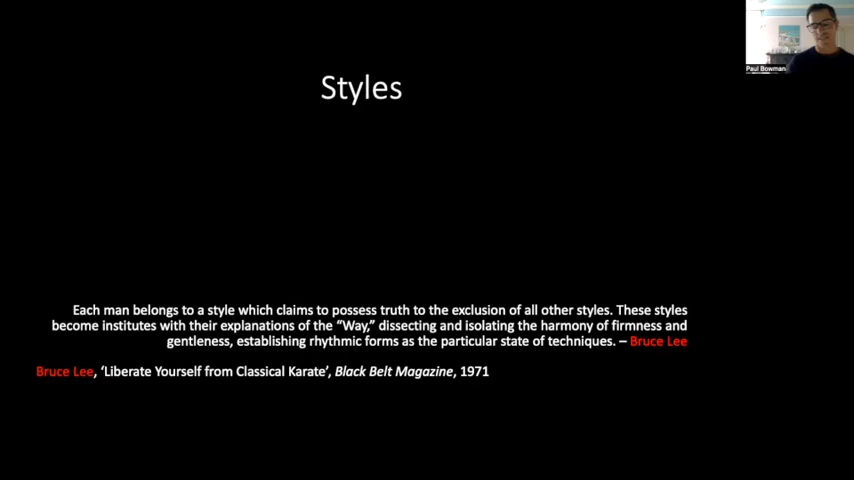 Paul Bowman
Styles
Each man belongs to a style which claims to possess truth to the exclusion of all other styles. These styles
become institutes with their explanations of the “Way,” dissecting and isolating the harmony of firmness and
gentleness, establishing rhythmic forms as the particular state of techniques. – Bruce Lee
Bruce Lee, ‘Liberate Yourself from Classical Karate’, Black Belt Magazine, 1971